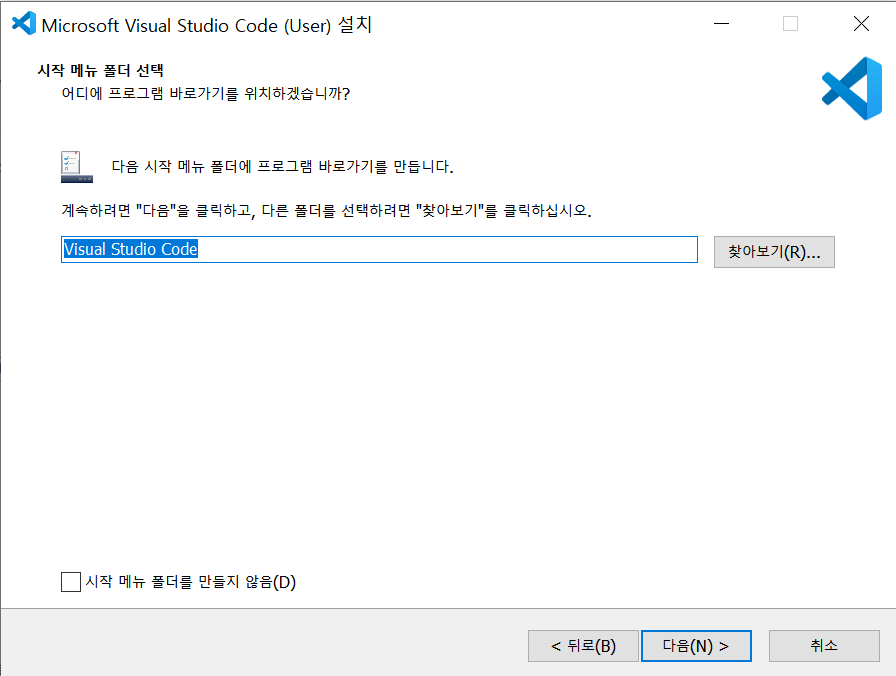 Microsoft Visual Studio Code (User) 설치
시작 메뉴 폴더 선택
어디에 프로그램 바로가기를 위치하겠습니까?
다음 시작 메뉴 폴더에 프로그램 바로가기를 만듭니다.
계속하려면 "다음"을 클릭하고, 다른 폴더를 선택하려면 "찾아보기"를 클릭하십시오.
Visual Studio Code
찾아보기(R)...
시작 메뉴 폴더를 만들지 않음(D)
< 뒤로(B)
다음(N) >
취소